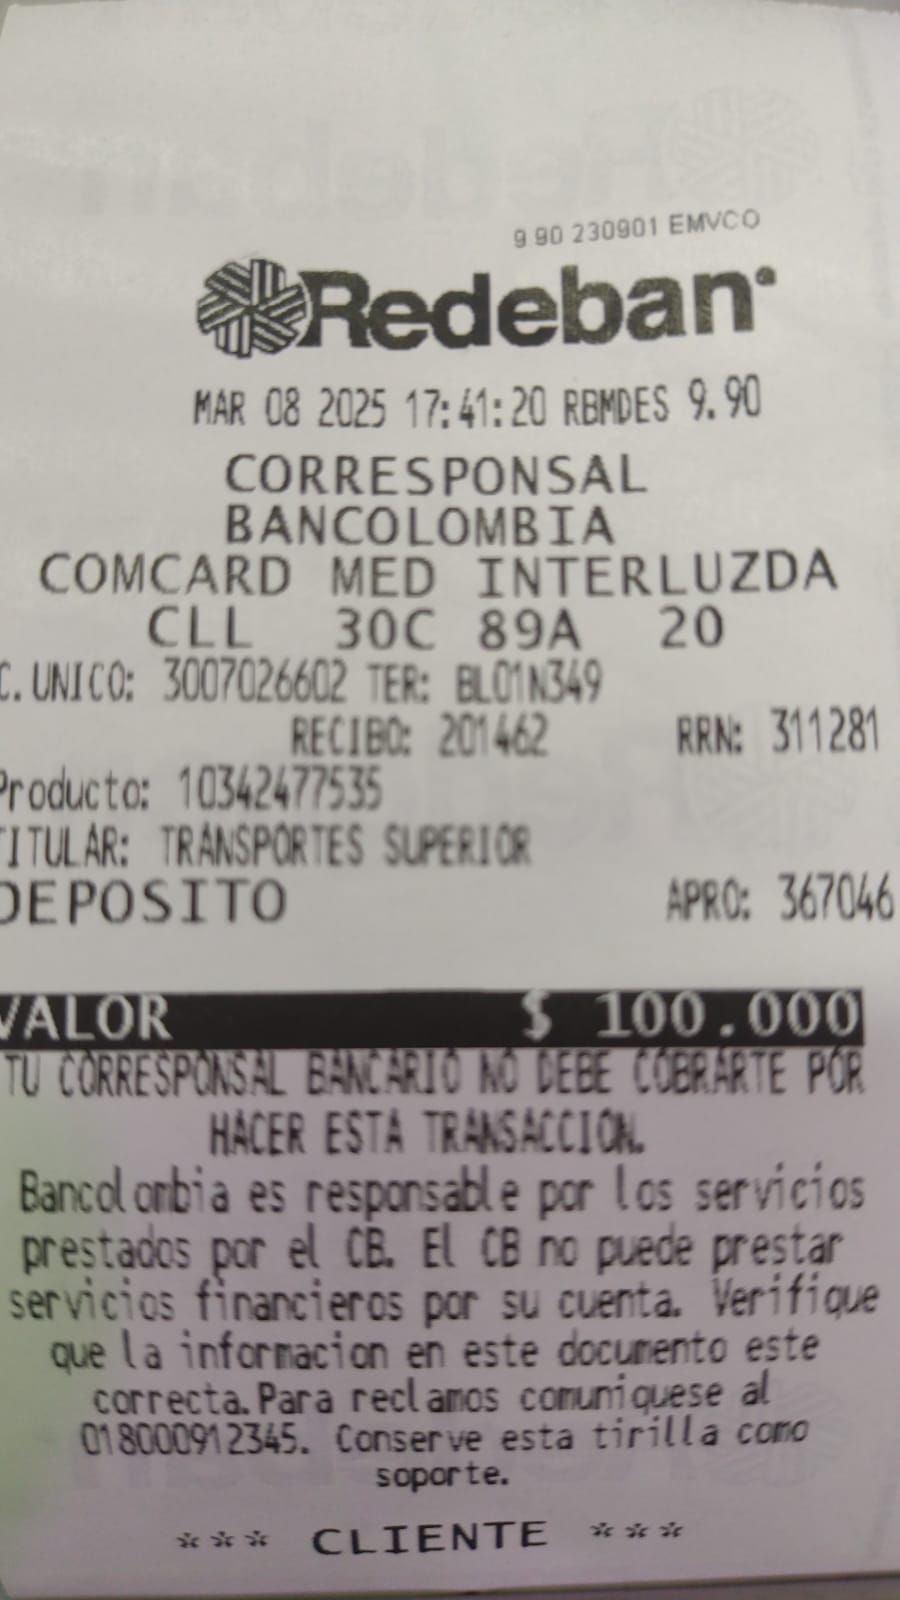 9 90 230901 EMVCO
Redeban
MAR 08 2025 17:41:20 RBMDES 9.90
CORRESPONSAL
BANCOLOMBIA
COMCARD MED INTERLUZDA
CLL 30C 89A 20
C. UNICO: 3007026602 TER: BL01N349
RECIBO: 201462 RRN: 311281
Producto: 10342477535
TITULAR: TRANSPORTES SUPERIOR
DEPOSITO APRO: 367046
VALOR $ 100.000
TU CORRESPONSAL BANCARIO NO DEBE COBRARTE POR
HACER ESTA TRANSACCION.
Bancolombia es responsable por los servicios
prestados por el CB. El CB no puede prestar
servicios financieros por su cuenta. Verifique
que la informacion en este documento este
correcta.Para reclamos comuniquese al
018000912345. Conserve esta tirilla como
soporte.
*** CLIENTE ***